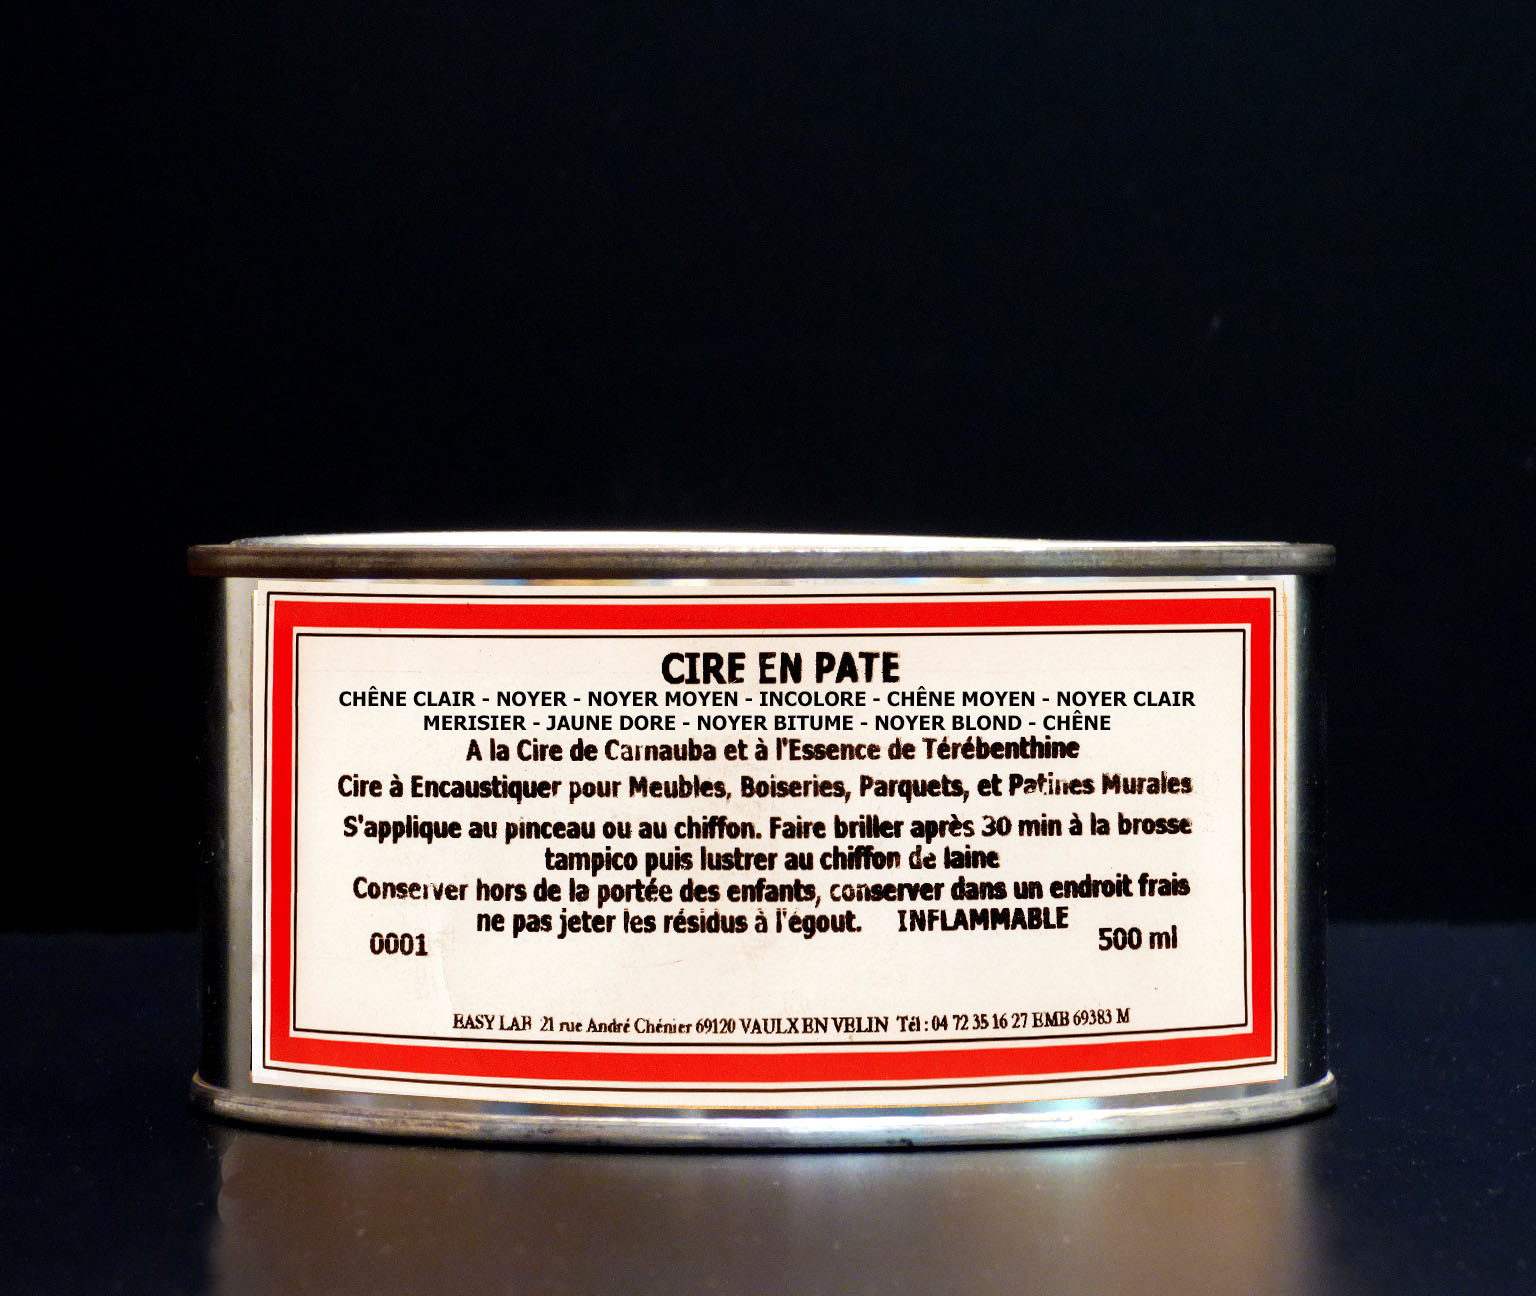 CIRE EN PATE
CHÊNE CLAIR - NOYER - NOYER MOYEN - INCOLORE - CHÊNE MOYEN - NOYER CLAIR
MERISIER - JAUNE DORE - NOYER BITUME - NOYER BLOND - CHÊNE
A la Cire de Carnauba et à l'Essence de Térébenthine
Cire à Encaustiquer pour Meubles, Boiseries, Parquets, et Patines Murales
S'applique au pinceau ou au chiffon. Faire briller après 30 min à la brosse
tampico puis lustrer au chiffon de laine
Conserver hors de la portée des enfants, conserver dans un endroit frais
ne pas jeter les résidus à l'égout. INFLAMMABLE
0001 500 ml
EASY LAB 21 rue André Chénier 69120 VAULX EN VELIN Tél : 04 72 35 16 27 EMB 69383 M